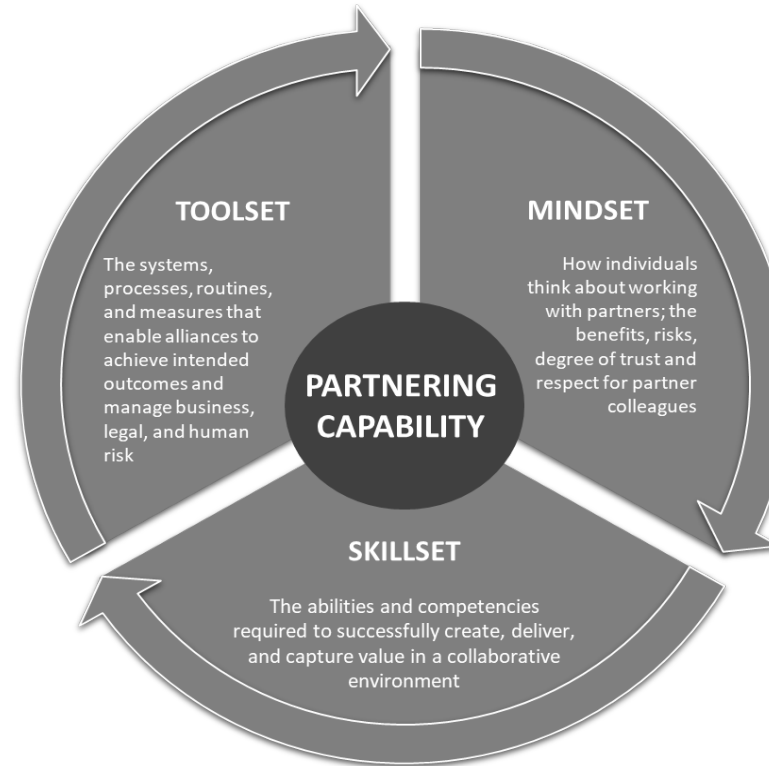 TOOLSET
The systems,
processes, routines,
and measures that
enable alliances to
achieve intended
outcomes and
manage business,
legal, and human
risk
MINDSET
How individuals
think about working
with partners; the
benefits, risks,
degree of trust and
respect for partner
colleagues
PARTNERING
CAPABILITY
SKILLSET
The abilities and competencies
required to successfully create, deliver,
and capture value in a collaborative
environment